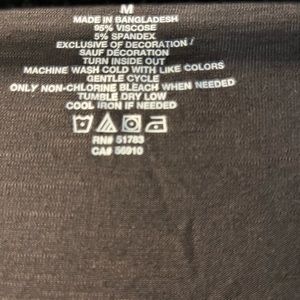 M
MADE IN BANGLADESH
95% VISCOSE
5% SPANDEX
EXCLUSIVE OF DECORATION /
SAUF DÉCORATION
TURN INSIDE OUT
MACHINE WASH COLD WITH LIKE COLORS
GENTLE CYCLE
ONLY NON-CHLORINE BLEACH WHEN NEEDED
TUMBLE DRY LOW
COOL IRON IF NEEDED
RN# 51783
CA# 56910